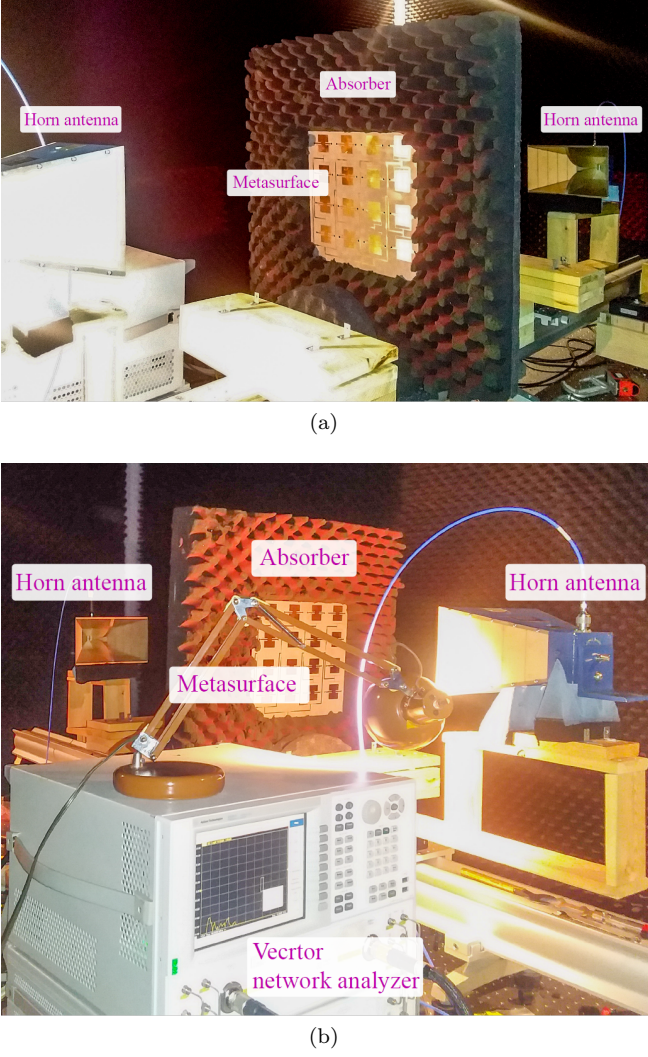 Absorber
Horn antenna
Horn antenna
Metasurface
(a)
Absorber
Horn antenna
Horn antenna
Metasurface
Vecrtor
network analyzer
(b)